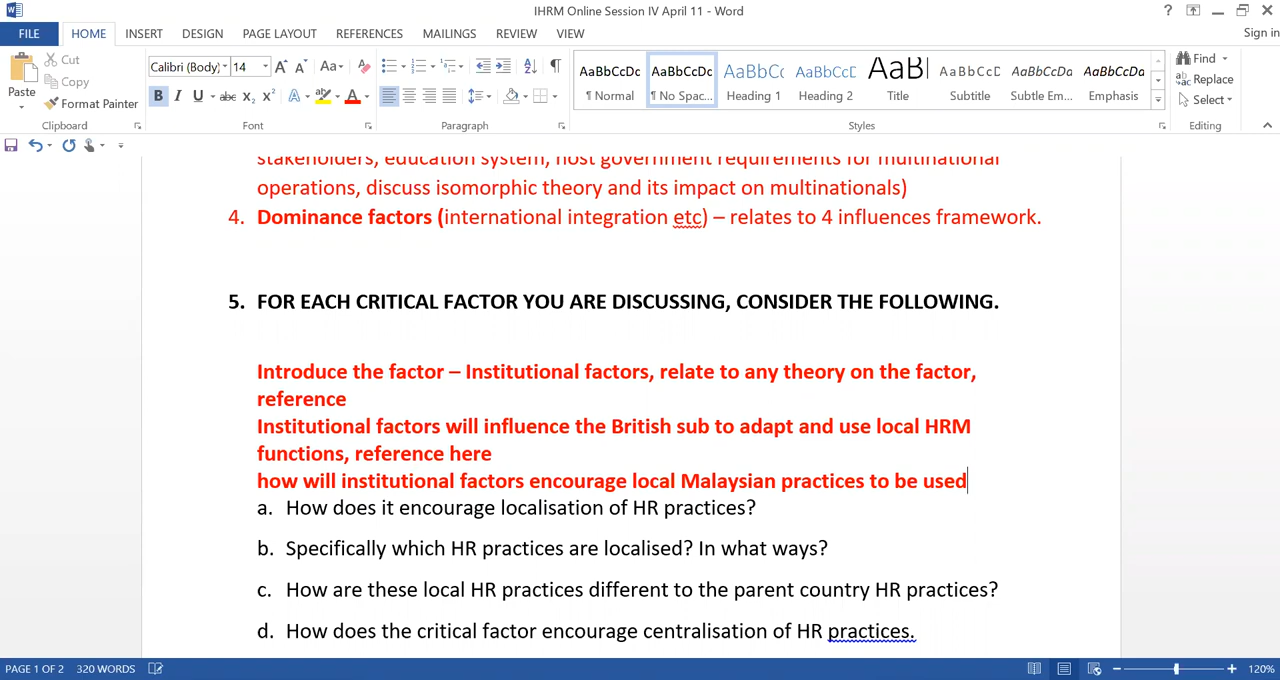 IHRM Online Session IV April 11 - Word
FILE HOME INSERT DESIGN PAGE LAYOUT REFERENCES MAILINGS REVIEW VIEW Sign in
Cut
Copy
Format Painter
Paste
Clipboard
Calibri (Body) 14
Font
Paragraph
AaBbCcDc AaBbCcDc AaBbCc AaBbCcD AaB AaBbCcD AaBbCcDa AaBbCcDa
¶ Normal ¶ No Spac... Heading 1 Heading 2 Title Subtitle Subtle Em... Emphasis
Styles
Find
Replace
Select
Editing
stakeholders, education system, host government requirements for multinational
operations, discuss isomorphic theory and its impact on multinationals)
4. Dominance factors (international integration etc) – relates to 4 influences framework.
5. FOR EACH CRITICAL FACTOR YOU ARE DISCUSSING, CONSIDER THE FOLLOWING.
Introduce the factor – Institutional factors, relate to any theory on the factor,
reference
Institutional factors will influence the British sub to adapt and use local HRM
functions, reference here
how will institutional factors encourage local Malaysian practices to be used
a. How does it encourage localisation of HR practices?
b. Specifically which HR practices are localised? In what ways?
c. How are these local HR practices different to the parent country HR practices?
d. How does the critical factor encourage centralisation of HR practices.
PAGE 1 OF 2 320 WORDS 120%